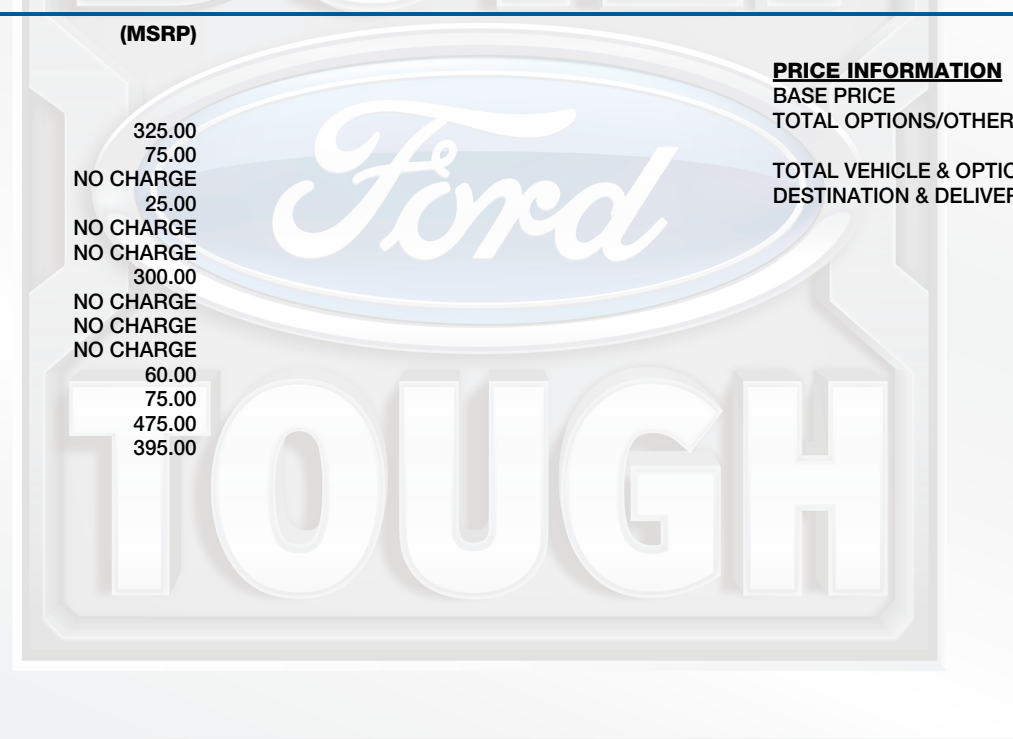 (MSRP)
325.00
75.00
NO CHARGE
25.00
NO CHARGE
NO CHARGE
300.00
NO CHARGE
NO CHARGE
NO CHARGE
60.00
75.00
475.00
395.00
PRICE INFORMATION
BASE PRICE
TOTAL OPTIONS/OTHER
TOTAL VEHICLE & OPTIO
DESTINATION & DELIVER
Ford
TOUGH